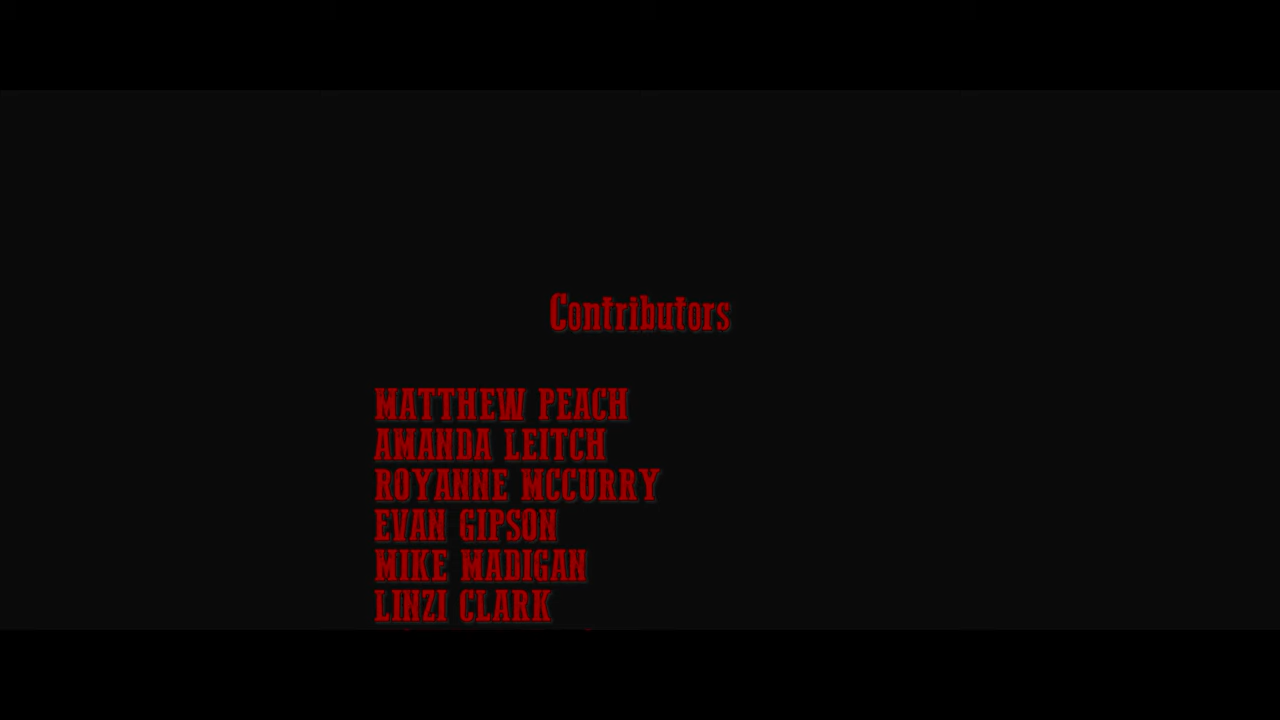 Contributors
MATTHEW PEACH
AMANDA LEITCH
ROYANNE MCCURRY
EVAN GIPSON
MIKE MADIGAN
LINZI CLARK